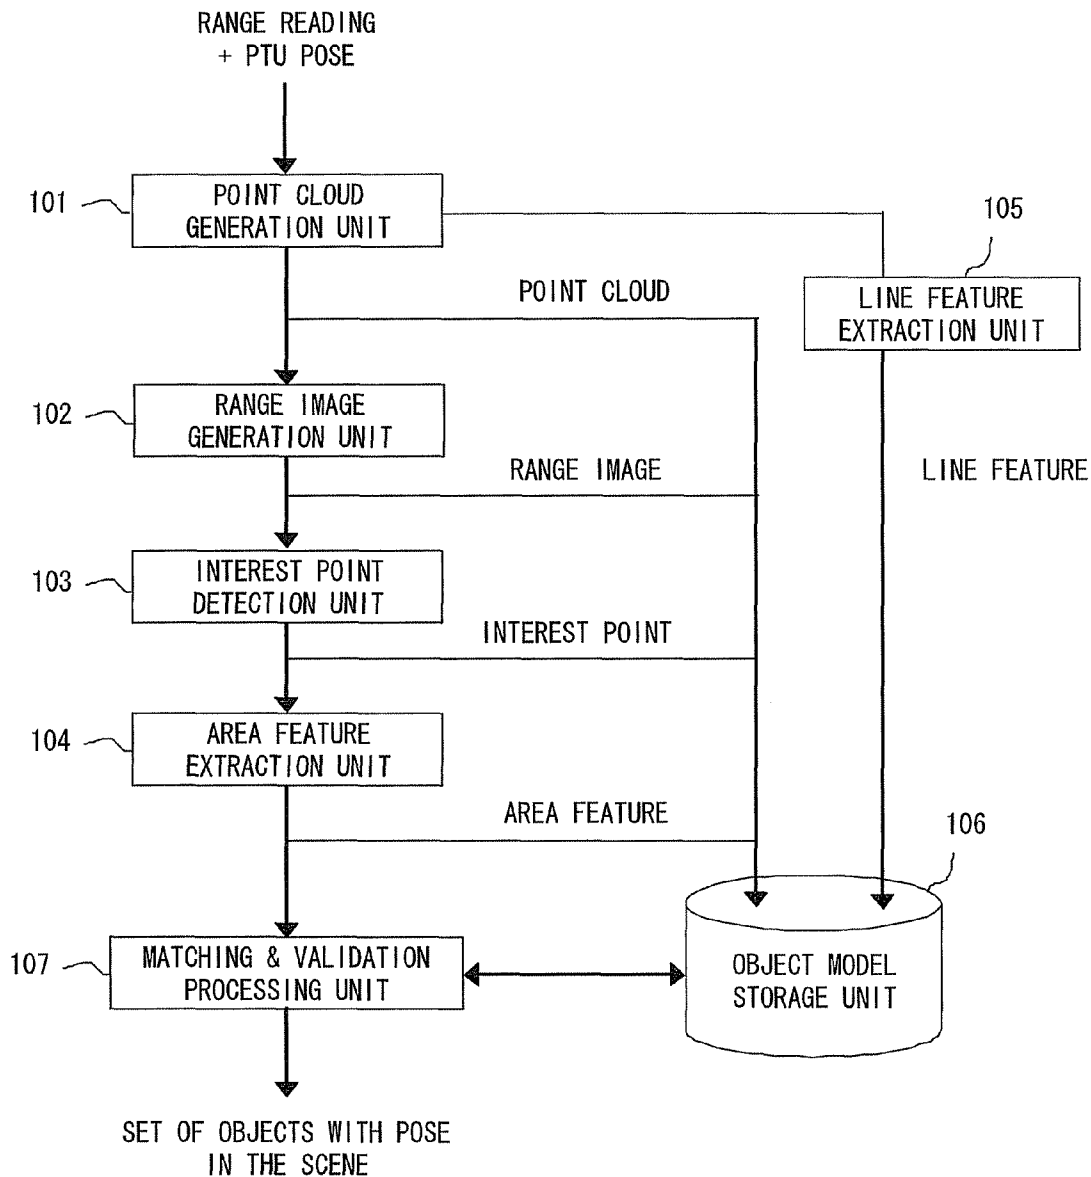 RANGE READING
+ PTU POSE
101
POINT CLOUD
GENERATION UNIT
105
POINT CLOUD
LINE FEATURE
EXTRACTION UNIT
102
RANGE IMAGE
GENERATION UNIT
RANGE IMAGE
LINE FEATURE
103
INTEREST POINT
DETECTION UNIT
INTEREST POINT
104
AREA FEATURE
EXTRACTION UNIT
AREA FEATURE
106
107
MATCHING & VALIDATION
PROCESSING UNIT
OBJECT MODEL
STORAGE UNIT
SET OF OBJECTS WITH POSE
IN THE SCENE